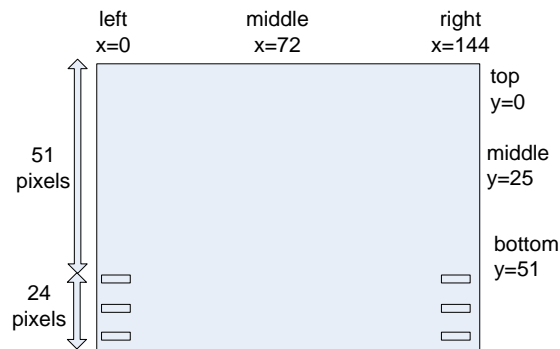 left
x=0
middle
x=72
right
x=144
top
y=0
51
pixels
middle
y=25
bottom
y=51
24
pixels